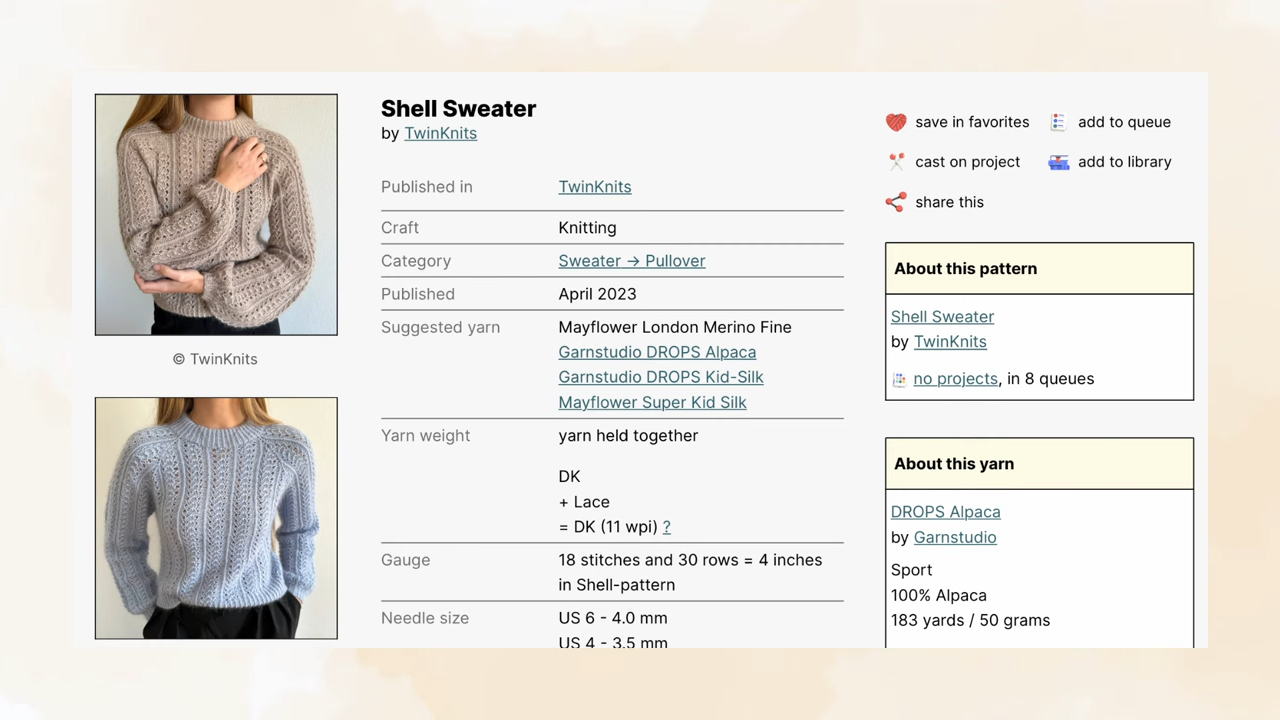 Shell Sweater
by TwinKnits
Published in TwinKnits
Craft Knitting
Category Sweater → Pullover
Published April 2023
Suggested yarn Mayflower London Merino Fine
Garnstudio DROPS Alpaca
Garnstudio DROPS Kid-Silk
Mayflower Super Kid Silk
Yarn weight yarn held together
DK
+ Lace
= DK (11 wpi) ?
Gauge 18 stitches and 30 rows = 4 inches
in Shell-pattern
Needle size US 6 - 4.0 mm
US 4 - 3.5 mm
© TwinKnits
save in favorites add to queue
cast on project add to library
share this
About this pattern
Shell Sweater
by TwinKnits
no projects, in 8 queues
About this yarn
DROPS Alpaca
by Garnstudio
Sport
100% Alpaca
183 yards / 50 grams